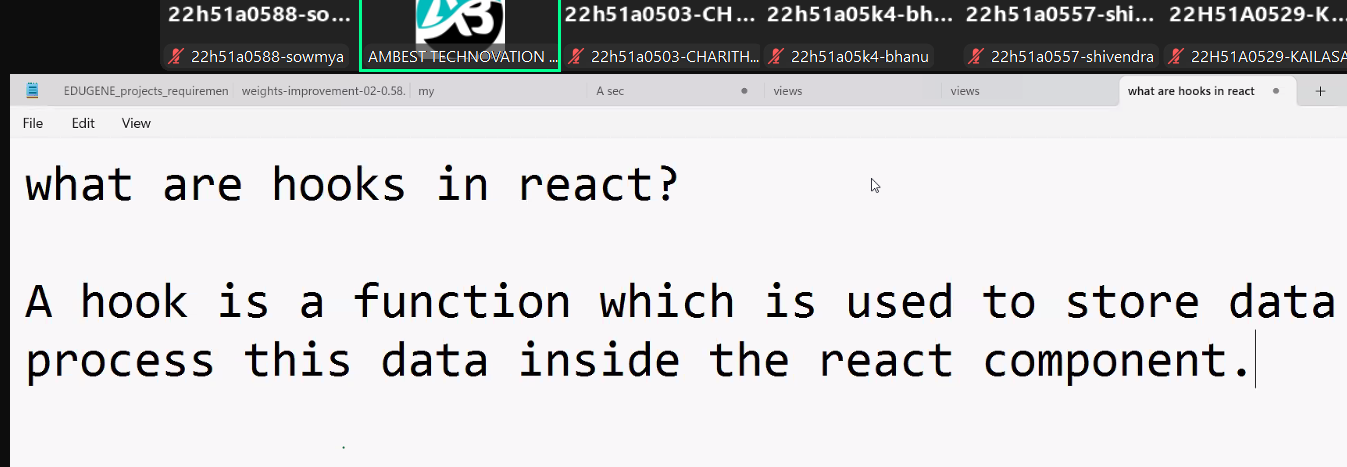 22h51a0588-so...
22h51a0503-CH...
22h51a05k4-bh...
22h51a0557-shi...
22H51A0529-K...
22h51a0588-sowmya
AMBEST TECHNOVATION ...
22h51a0503-CHARITH...
22h51a05k4-bhanu
22h51a0557-shivendra
22H51A0529-KAILASA
EDUGENE_projects_requiremen
weights-improvement-02-0.58.
my
A sec
views
views
what are hooks in react
File Edit View
what are hooks in react?
A hook is a function which is used to store data
process this data inside the react component.